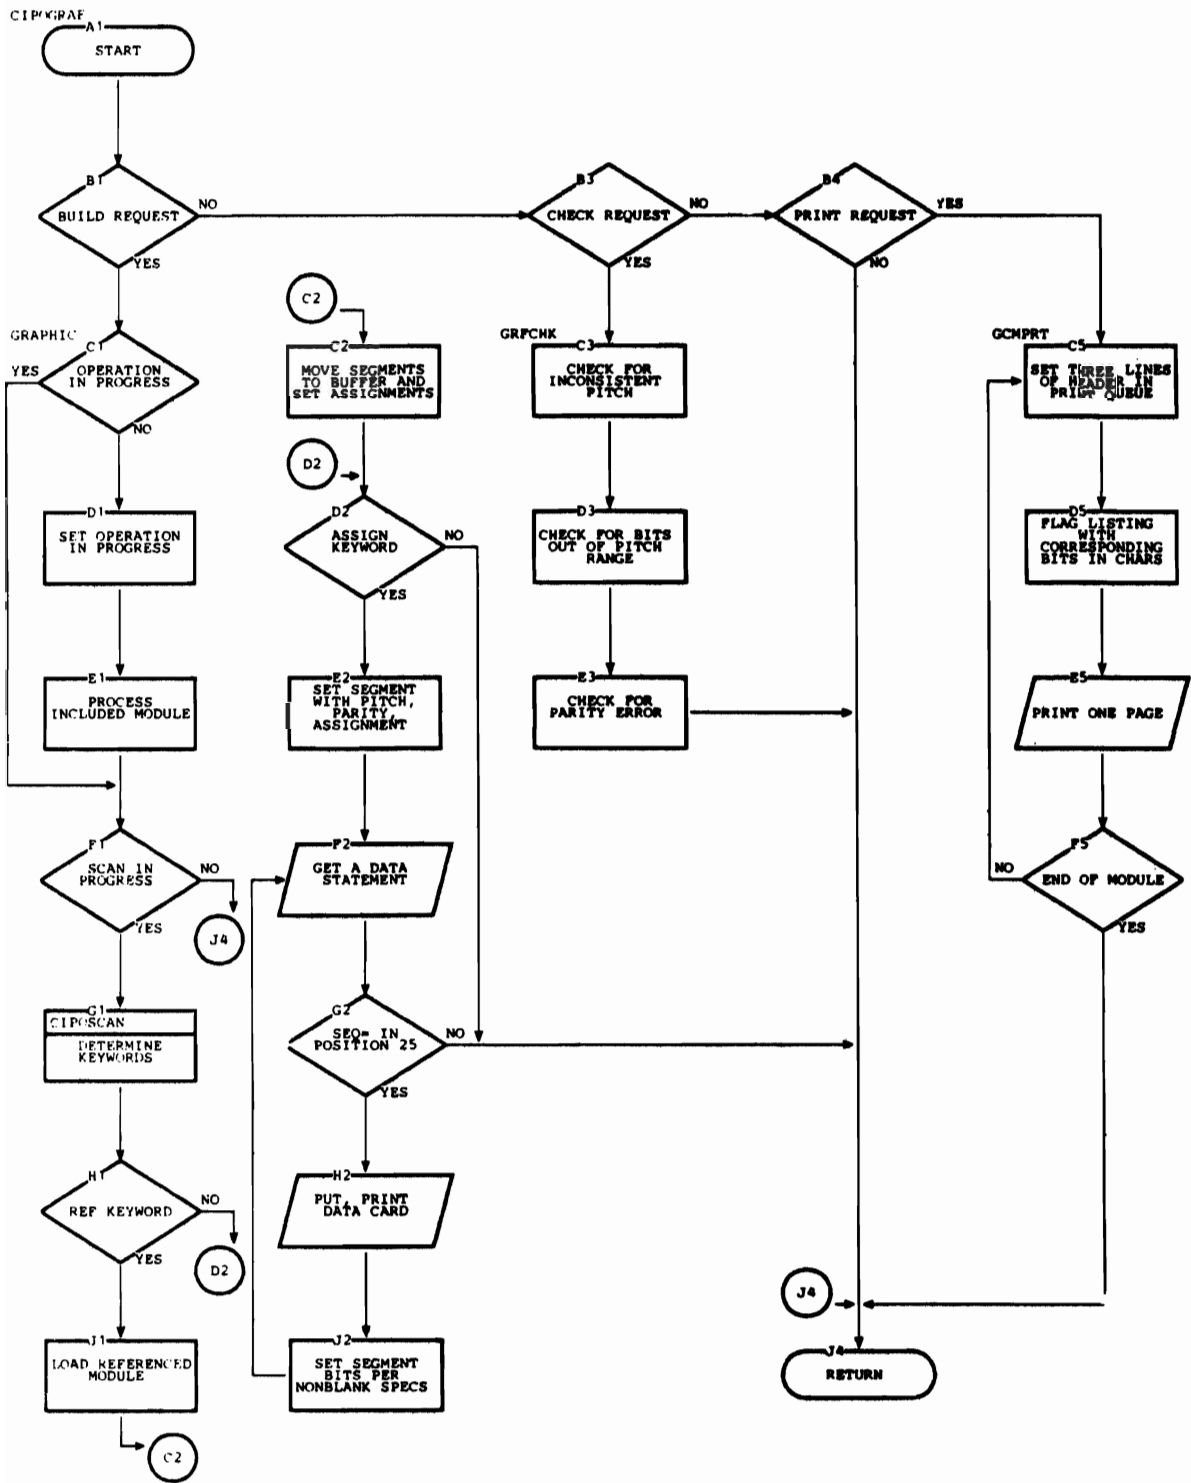 CIPOGRAF
A1
START
B1
BUILD REQUEST
NO
YES
B3
CHECK REQUEST
NO
YES
B4
PRINT REQUEST
YES
NO
GRAPHIC
C1
OPERATION
IN PROGRESS
YES
NO
C2
C2
MOVE SEGMENTS
TO BUFFER AND
SET ASSIGNMENTS
GRFCHK
C3
CHECK FOR
INCONSISTENT
PITCH
GCMPRT
C5
SET THREE LINES
OF HEADER IN
PRINT QUEUE
D1
SET OPERATION
IN PROGRESS
D2
D2
ASSIGN
KEYWORD
NO
YES
D3
CHECK FOR BITS
OUT OF PITCH
RANGE
D5
FLAG LISTING
WITH
CORRESPONDING
BITS IN CHARS
E1
PROCESS
INCLUDED MODULE
E2
SET SEGMENT
WITH PITCH,
PARITY,
ASSIGNMENT
E3
CHECK FOR
PARITY ERROR
E5
PRINT ONE PAGE
F1
SCAN IN
PROGRESS
NO
YES
J4
F2
GET A DATA
STATEMENT
F5
END OF MODULE
NO
YES
G1
CIPOSCAN
DETERMINE
KEYWORDS
G2
SEQ= IN
POSITION 25
NO
YES
H1
REF KEYWORD
NO
YES
D2
H2
PUT, PRINT
DATA CARD
J1
LOAD REFERENCED
MODULE
C2
J2
SET SEGMENT
BITS PER
NONBLANK SPECS
J4
J4
RETURN